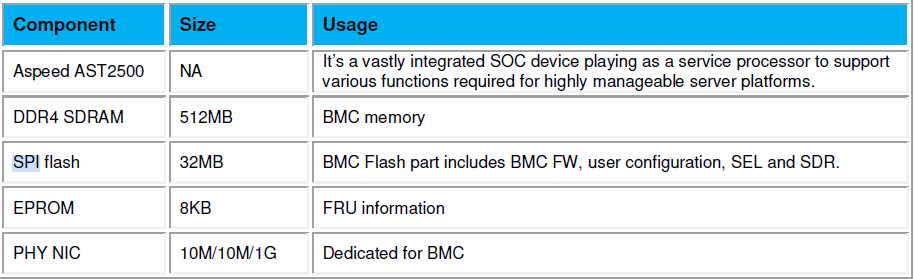 Component Size Usage
Aspeed AST2500 NA It's a vastly integrated SOC device playing as a service processor to support
various functions required for highly manageable server platforms.
DDR4 SDRAM 512MB BMC memory
SPI flash 32MB BMC Flash part includes BMC FW, user configuration, SEL and SDR.
EPROM 8KB FRU information
PHY NIC 10M/10M/1G Dedicated for BMC